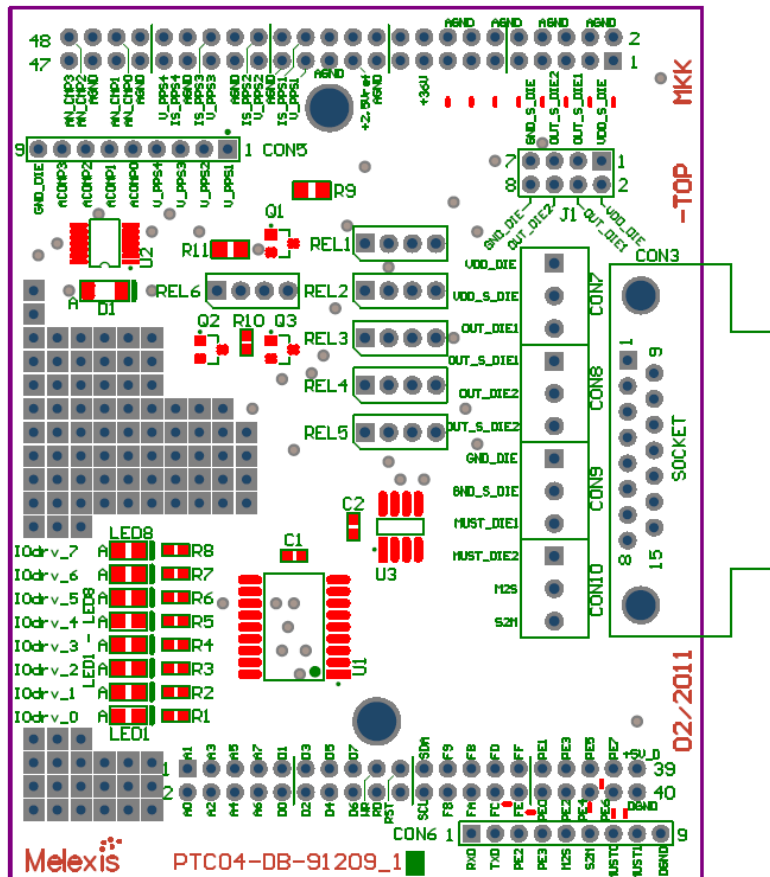 48 2
47 1
AN_CMP3 AN_CMP2 AGND AN_CMP1 AN_CMP0 AGND V_PPS4 IS_PPS4 IS_PPS3 V_PPS3 AGND IS_PPS2 V_PPS2 AGND IS_PPS1 V_PPS1 AGND +2.5Vref AGND +36V AGND AGND AGND AGND
MKK
GND_S_DIE OUT_S_DIE2 OUT_S_DIE1 VDD_S_DIE
9 1 CON5
GND_DIE ACOMP3 ACOMP2 ACOMP1 ACOMP0 V_PPS4 V_PPS3 V_PPS2 V_PPS1
7 1
8 2
J1
GND_DIE OUT_DIE2 OUT_DIE1 VDD_DIE
-TOP
R9
Q1
U2
R11
REL1
CON3
VDD_DIE
CON7
A D1
REL6
REL2
VDD_S_DIE
Q2 R10 Q3
REL3
OUT_DIE1
1 9
OUT_S_DIE1
REL4
OUT_DIE2
CON8
REL5
OUT_S_DIE2
SOCKET
GND_DIE
GND_S_DIE
CON9
MUST_DIE1
C2
8 15
LED8
IOdrv_7 A R8
C1
U3
MUST_DIE2
IOdrv_6 A R7
M2S
CON10
IOdrv_5 A R6
S2M
IOdrv_4 A R5
LED1 - LED8
IOdrv_3 A R4
IOdrv_2 A R3
U1
IOdrv_1 A R2
IOdrv_0 A R1
LED1
02/2011
A1 A3 A5 A7 D1 D3 D5 D7 SDA F9 FB FD FF PE1 PE3 PE5 PE7 +5V_D
1 39
2 40
A0 A2 A4 A6 D0 D2 D4 D6 WR RD RST SCL F8 FA FC FE PE0 PE2 PE4 PE6 DGND
CON6 1 9
RXD TXD PE2 PE3 M2S S2M MUST0 MUST1 DGND
Melexis PTC04-DB-91209_1